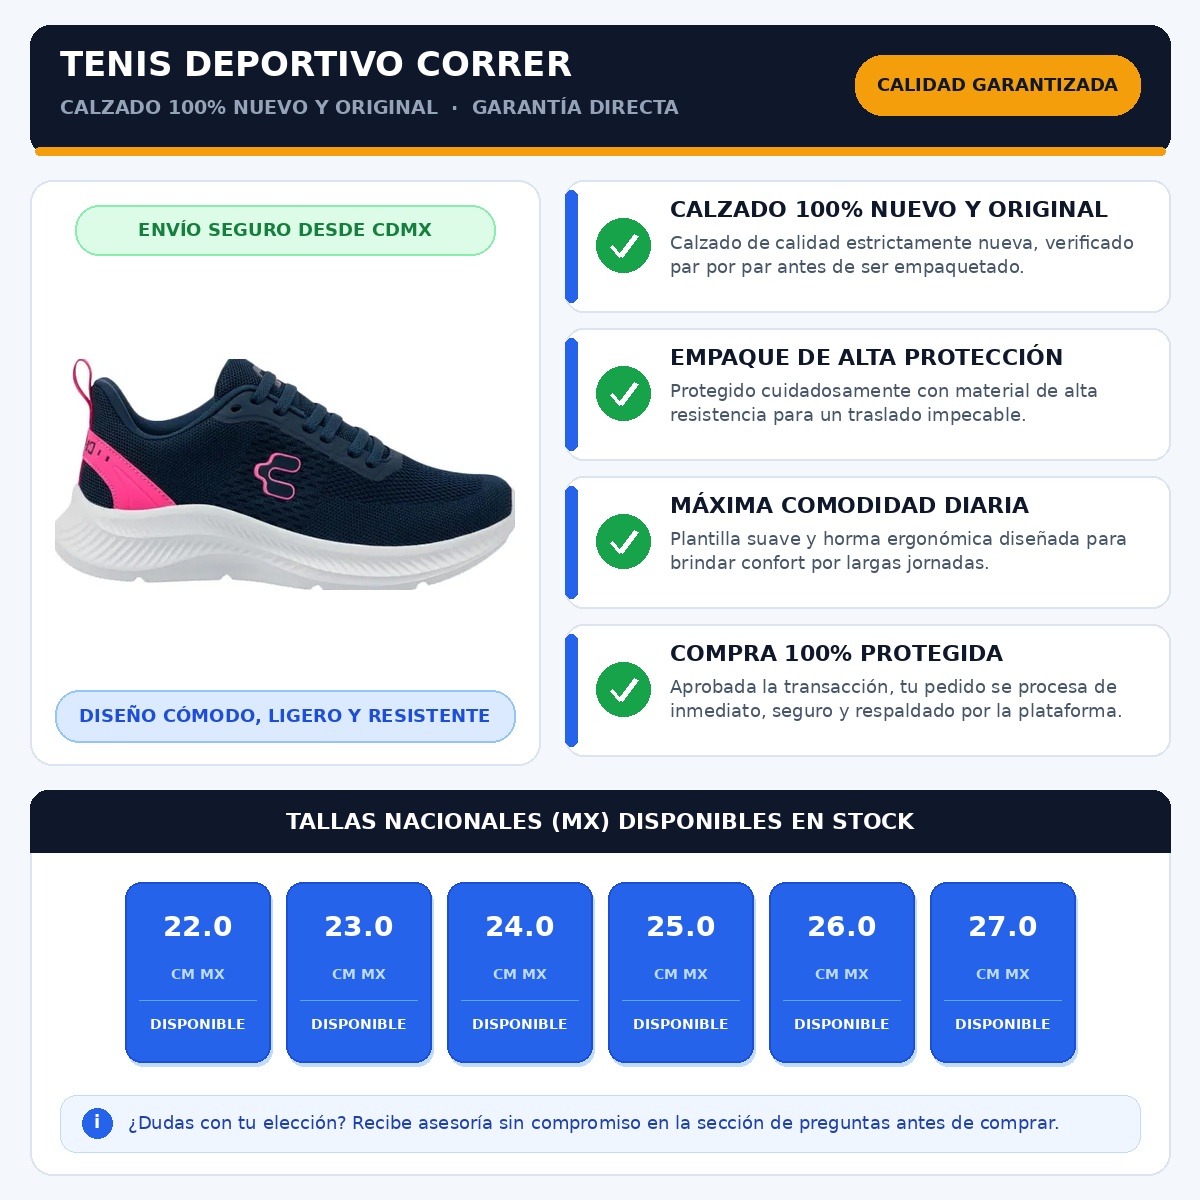 TENIS DEPORTIVO CORRER
CALZADO 100% NUEVO Y ORIGINAL · GARANTÍA DIRECTA
CALIDAD GARANTIZADA
ENVÍO SEGURO DESDE CDMX
DISEÑO CÓMODO, LIGERO Y RESISTENTE
CALZADO 100% NUEVO Y ORIGINAL
Calzado de calidad estrictamente nueva, verificado
par por par antes de ser empaquetado.
EMPAQUE DE ALTA PROTECCIÓN
Protegido cuidadosamente con material de alta
resistencia para un traslado impecable.
MÁXIMA COMODIDAD DIARIA
Plantilla suave y horma ergonómica diseñada para
brindar confort por largas jornadas.
COMPRA 100% PROTEGIDA
Aprobada la transacción, tu pedido se procesa de
inmediato, seguro y respaldado por la plataforma.
TALLAS NACIONALES (MX) DISPONIBLES EN STOCK
22.0
CM MX
DISPONIBLE
23.0
CM MX
DISPONIBLE
24.0
CM MX
DISPONIBLE
25.0
CM MX
DISPONIBLE
26.0
CM MX
DISPONIBLE
27.0
CM MX
DISPONIBLE
i ¿Dudas con tu elección? Recibe asesoría sin compromiso en la sección de preguntas antes de comprar.